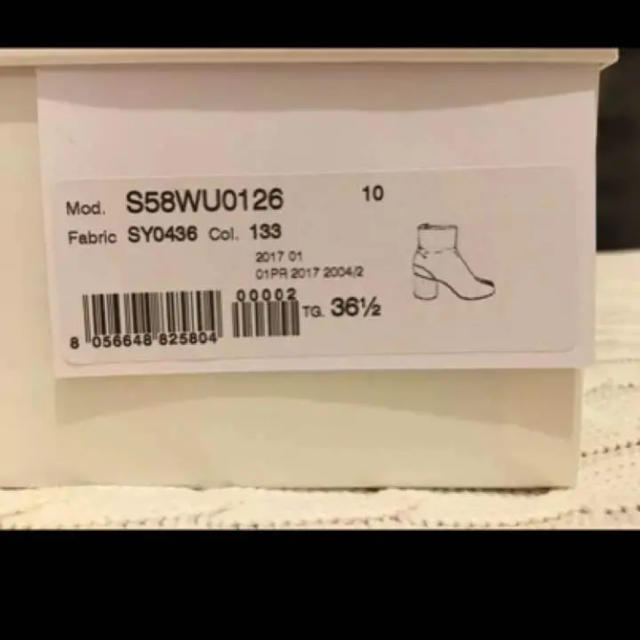 Mod. S58WU0126 10
Fabric SY0436 Col. 133
2017 01
01PR 2017 2004/2
00002
TG. 36½
8 056648 825804